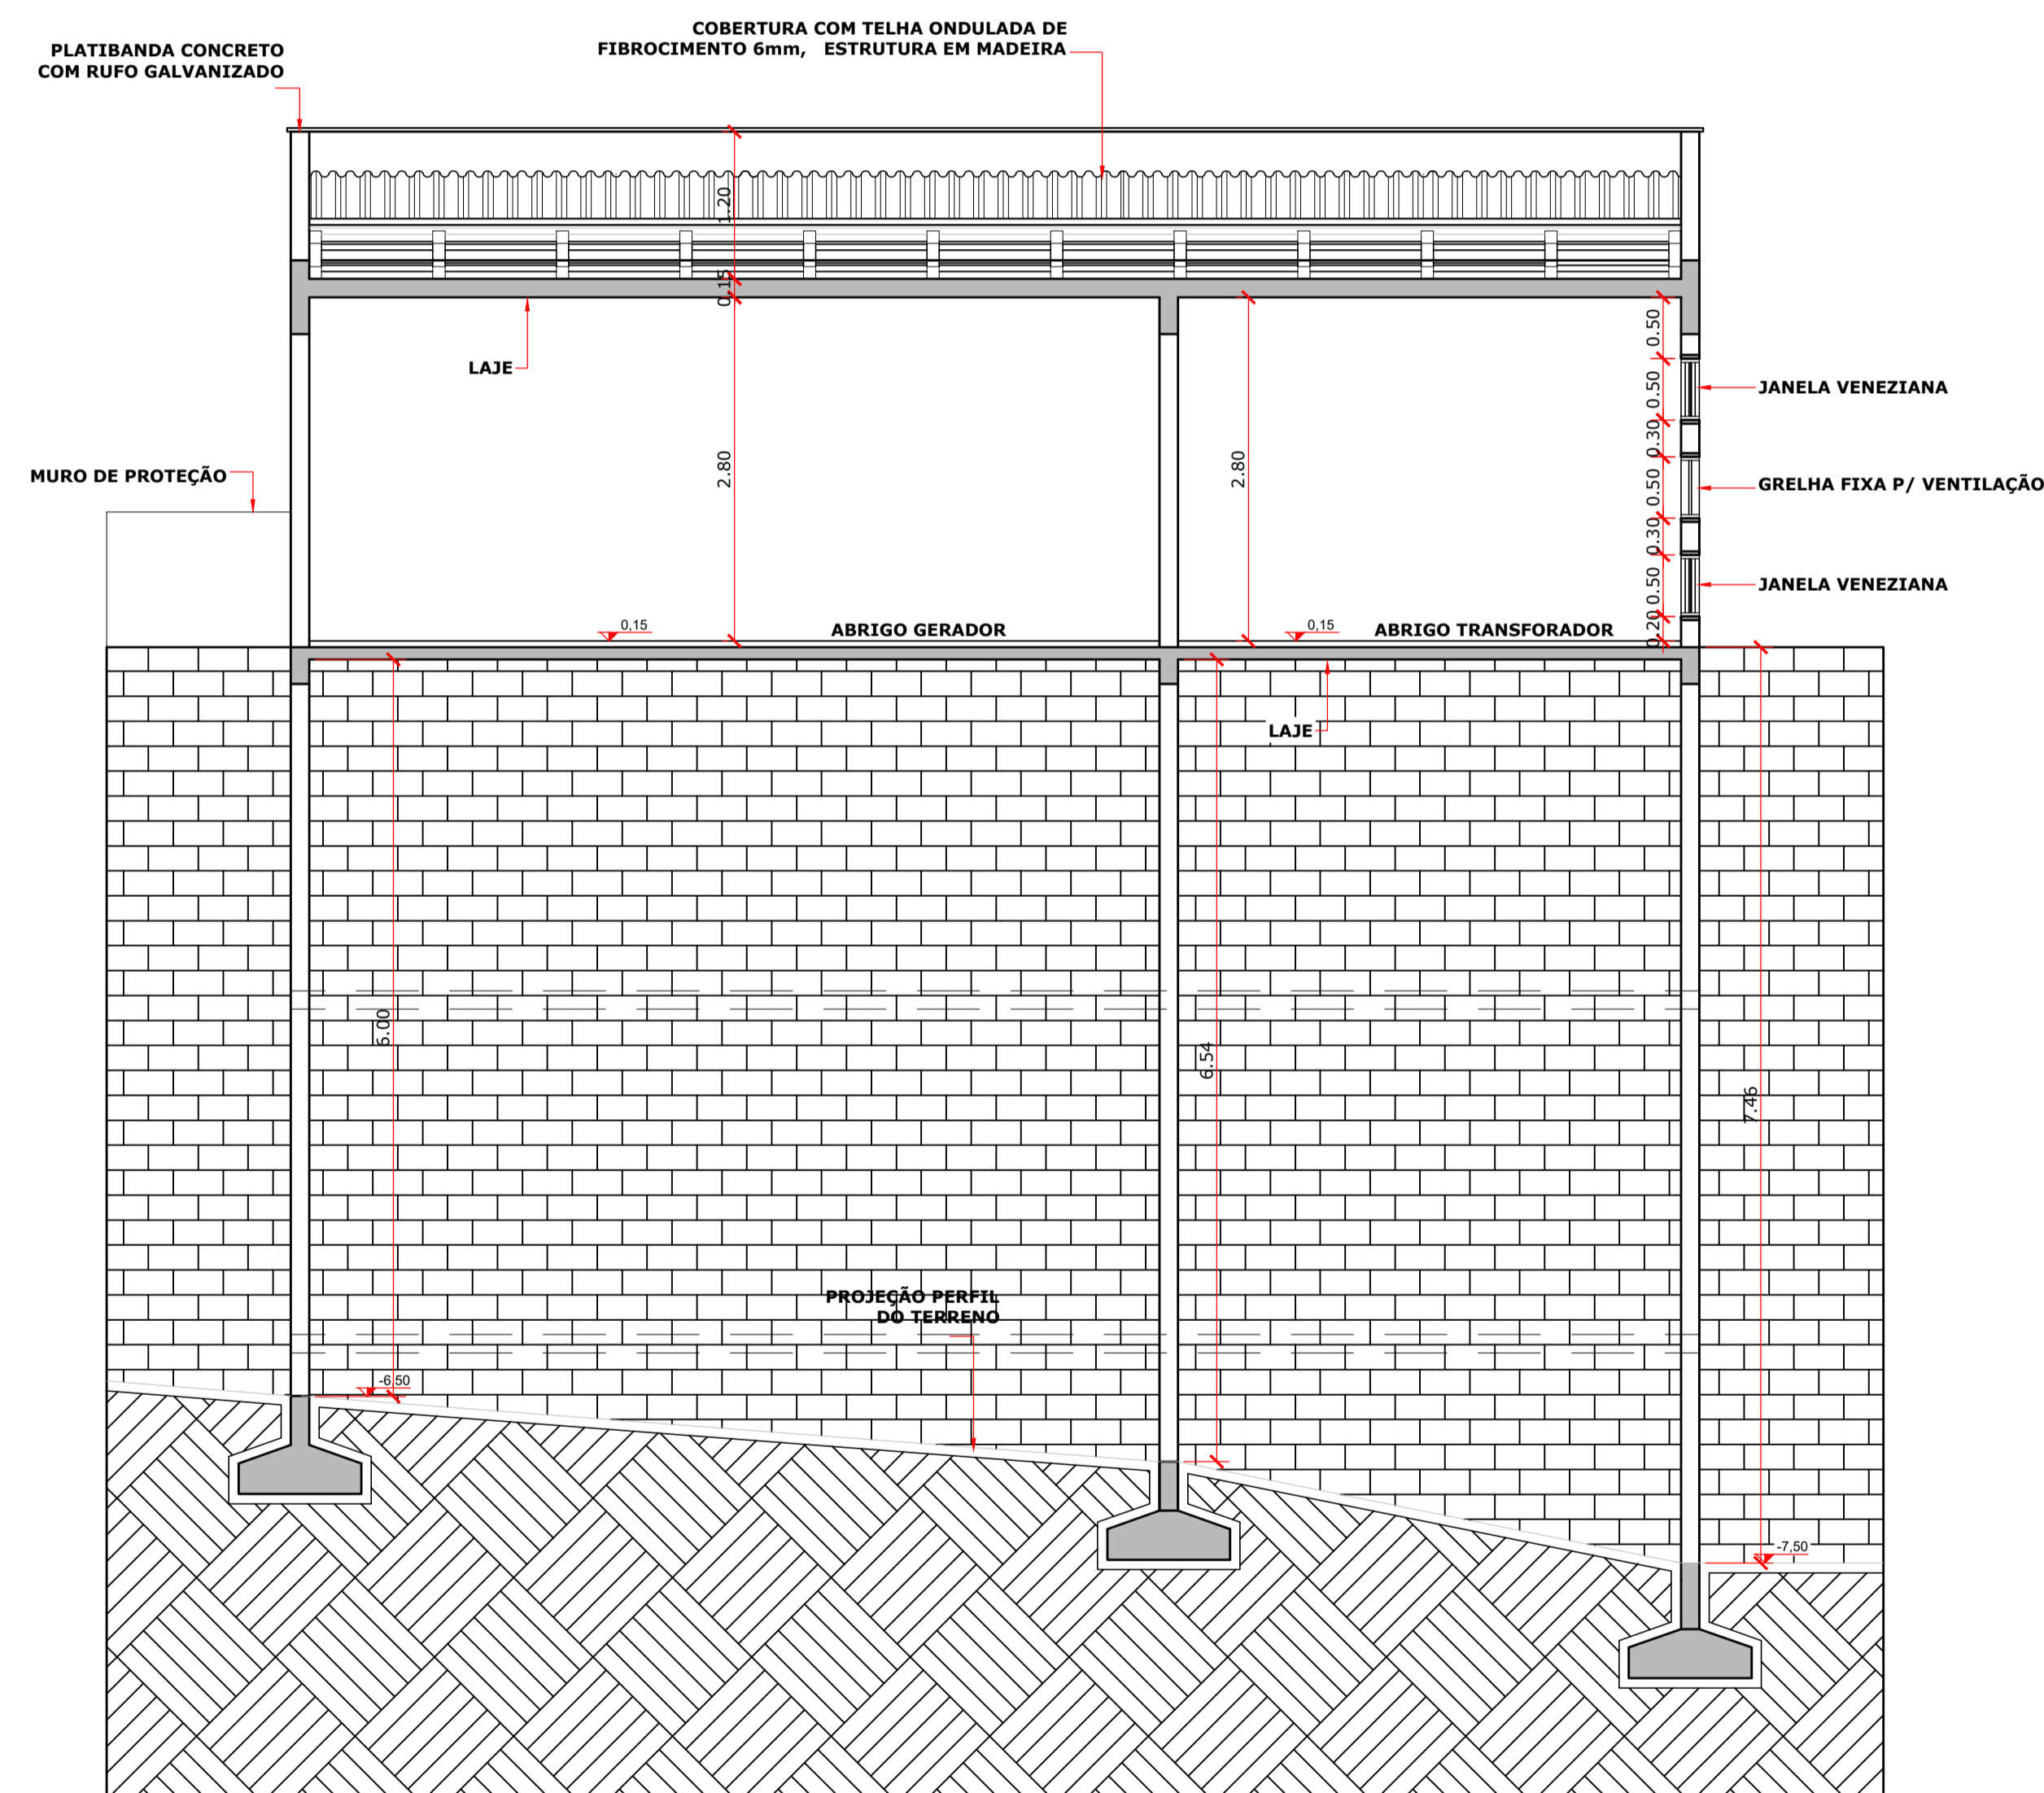 COBERTURA COM TELHA ONDULADA DE
FIBROCIMENTO 6mm, ESTRUTURA EM MADEIRA
PLATIBANDA CONCRETO
COM RUFO GALVANIZADO
1.20
0,15
LAJE
2.80
2.80
0.50
0.50
0.30
0.50
0.30
0.50
0.20
JANELA VENEZIANA
GRELHA FIXA P/ VENTILAÇÃO
JANELA VENEZIANA
MURO DE PROTEÇÃO
0,15
ABRIGO GERADOR
0,15
ABRIGO TRANSFORADOR
LAJE
6.00
6.54
7.46
PROJEÇÃO PERFIL
DO TERRENO
-6,50
-7,50